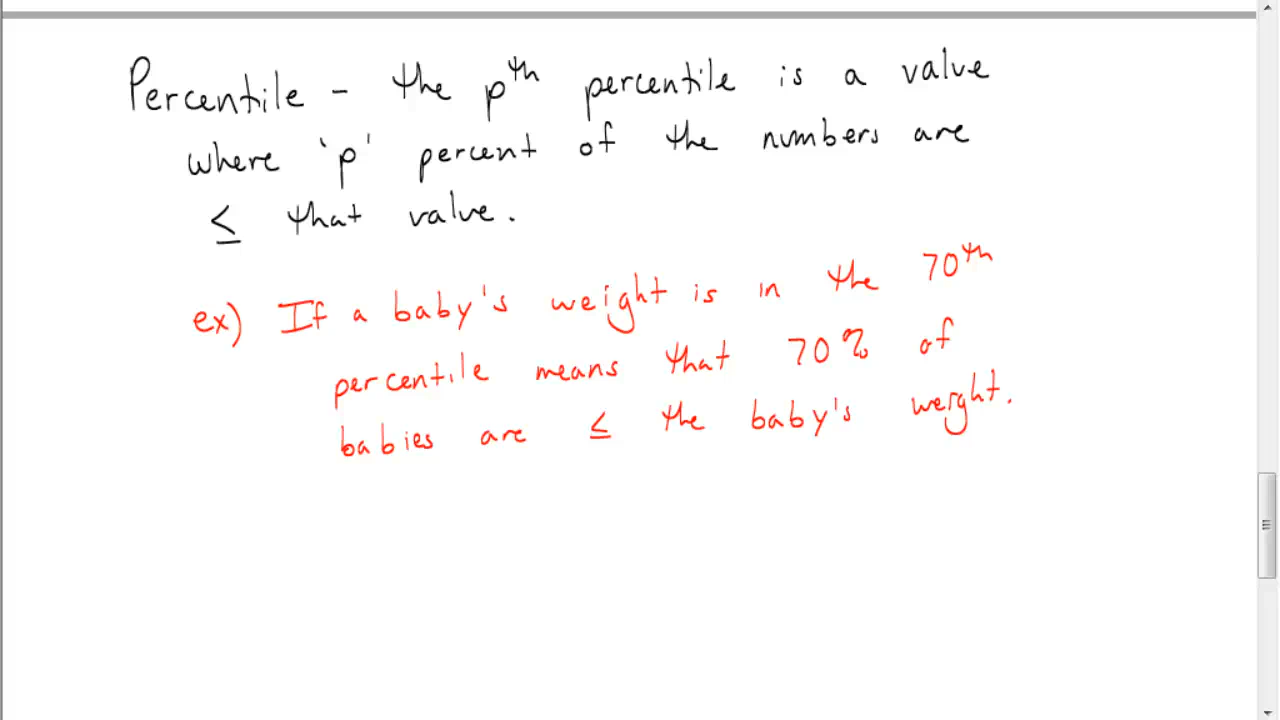 Percentile - the pth percentile is a value
where 'p' percent of the numbers are
≤ that value.
ex) If a baby's weight is in the 70th
percentile means that 70% of
babies are ≤ the baby's weight.